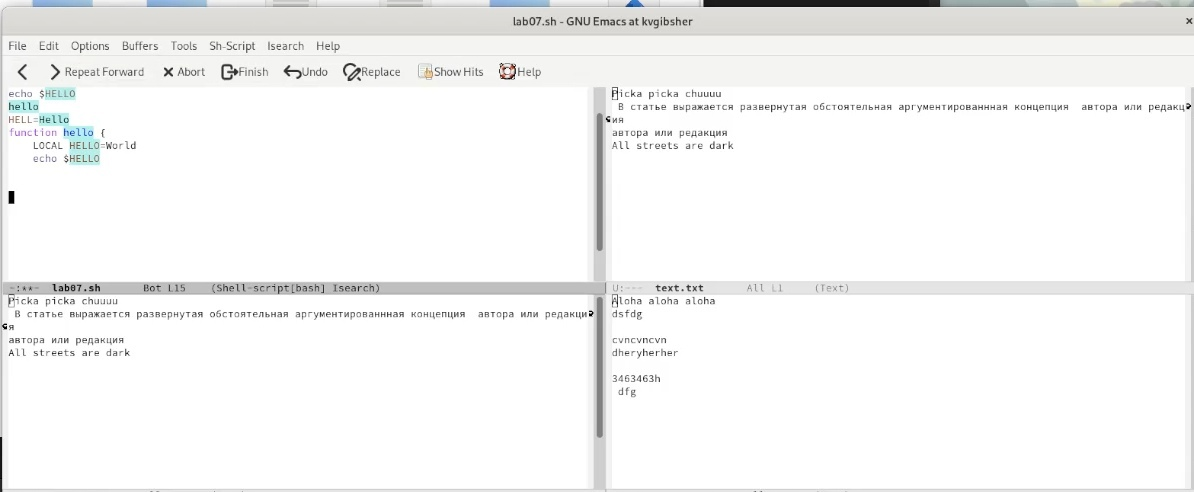 lab07.sh - GNU Emacs at kvgibsher
File Edit Options Buffers Tools Sh-Script Isearch Help
Repeat Forward Abort Finish Undo Replace Show Hits Help
echo $HELLO
hello
HELL=Hello
function hello {
LOCAL HELLO=World
echo $HELLO
-:**- lab07.sh Bot L15 (Shell-script[bash] Isearch)
Picka picka chuuuu
В статье выражается развернутая обстоятельная аргументированнная концепция автора или редакц
ия
автора или редакция
All streets are dark
U:--- text.txt All L1 (Text)
Picka picka chuuuu
В статье выражается развернутая обстоятельная аргументированнная концепция автора или редакци
я
автора или редакция
All streets are dark
Aloha aloha aloha
dsfdg
cvncvncvn
dheryherher
3463463h
dfg